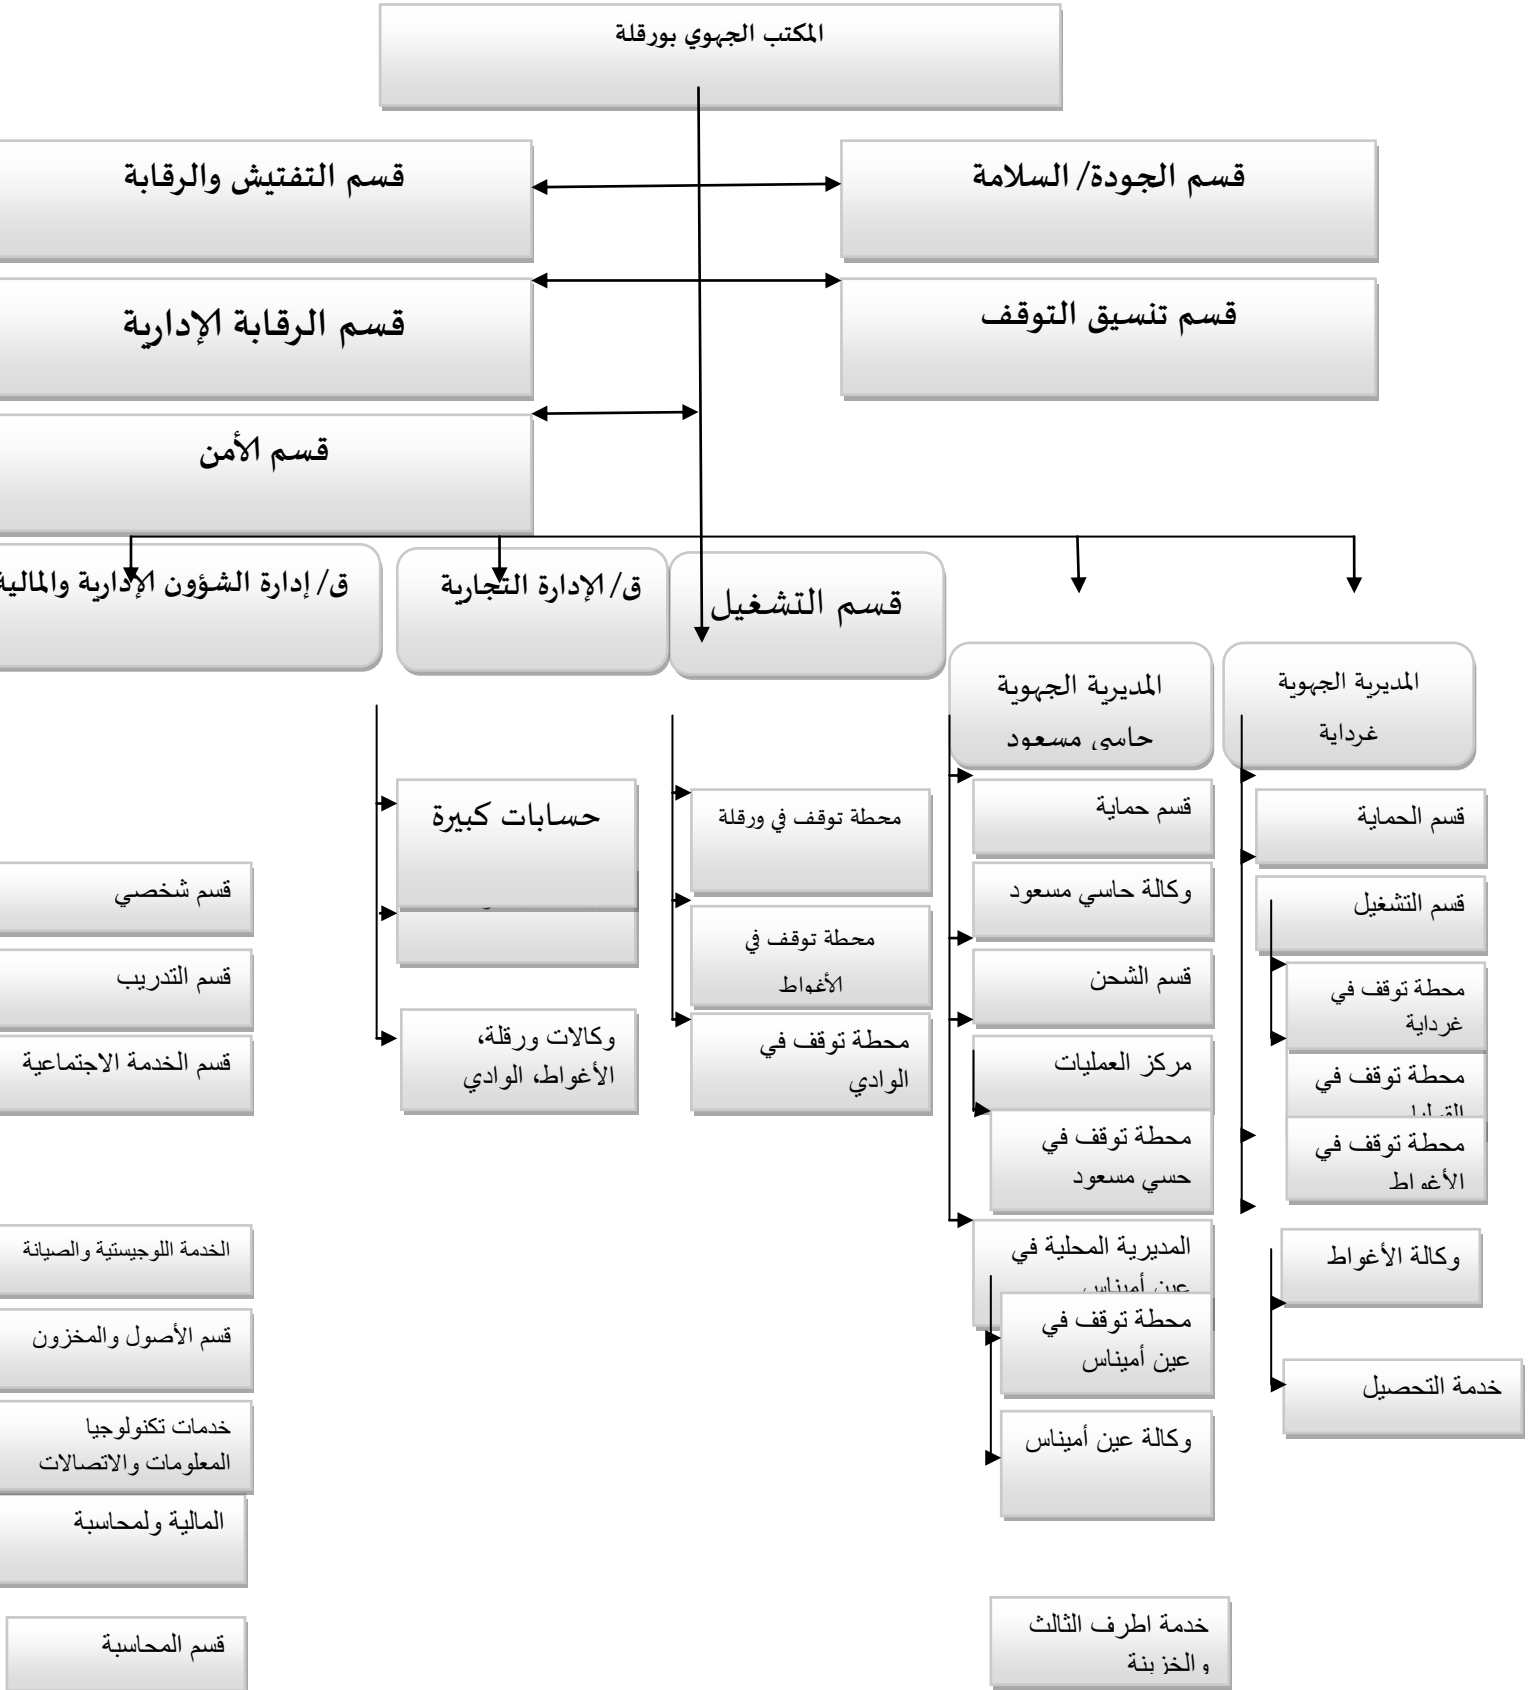 المكتب الجهوي بورقلة
قسم الجودة/ السلامة
قسم التفتيش والرقابة
قسم تنسيق التوقف
قسم الرقابة الإدارية
قسم الأمن
المديرية الجهوية
غرداية
المديرية الجهوية
حاسي مسعود
قسم التشغيل
ق/ الإدارة التجارية
ق/ إدارة الشؤون الإدارية والمالية
قسم الحماية
قسم التشغيل
محطة توقف في
غرداية
محطة توقف في
محطة توقف في
الأغواط
وكالة الأغواط
خدمة التحصيل
قسم حماية
وكالة حاسي مسعود
قسم الشحن
مركز العمليات
محطة توقف في
حسي مسعود
المديرية المحلية في
عين أميناس
محطة توقف في
عين أميناس
وكالة عين أميناس
خدمة اطرف الثالث
والخزينة
محطة توقف في ورقلة
محطة توقف في
الأغواط
محطة توقف في
الوادي
حسابات كبيرة
وكالات ورقلة،
الأغواط، الوادي
قسم شخصي
قسم التدريب
قسم الخدمة الاجتماعية
الخدمة اللوجيستية والصيانة
قسم الأصول والمخزون
خدمات تكنولوجيا
المعلومات والاتصالات
المالية ولمحاسبة
قسم المحاسبة